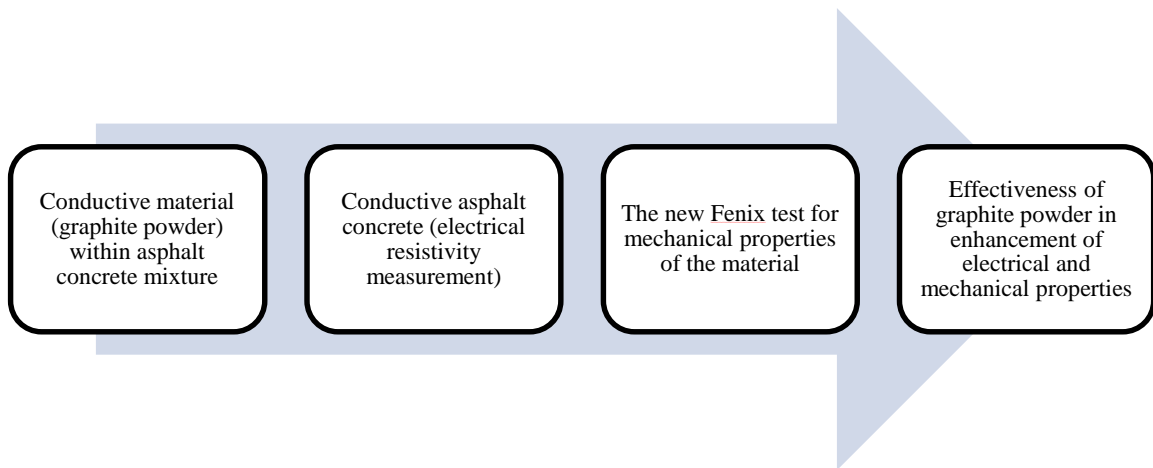 Conductive material
(graphite powder)
within asphalt
concrete mixture
Conductive asphalt
concrete (electrical
resistivity
measurement)
The new Fenix test for
mechanical properties
of the material
Effectiveness of
graphite powder in
enhancement of
electrical and
mechanical properties